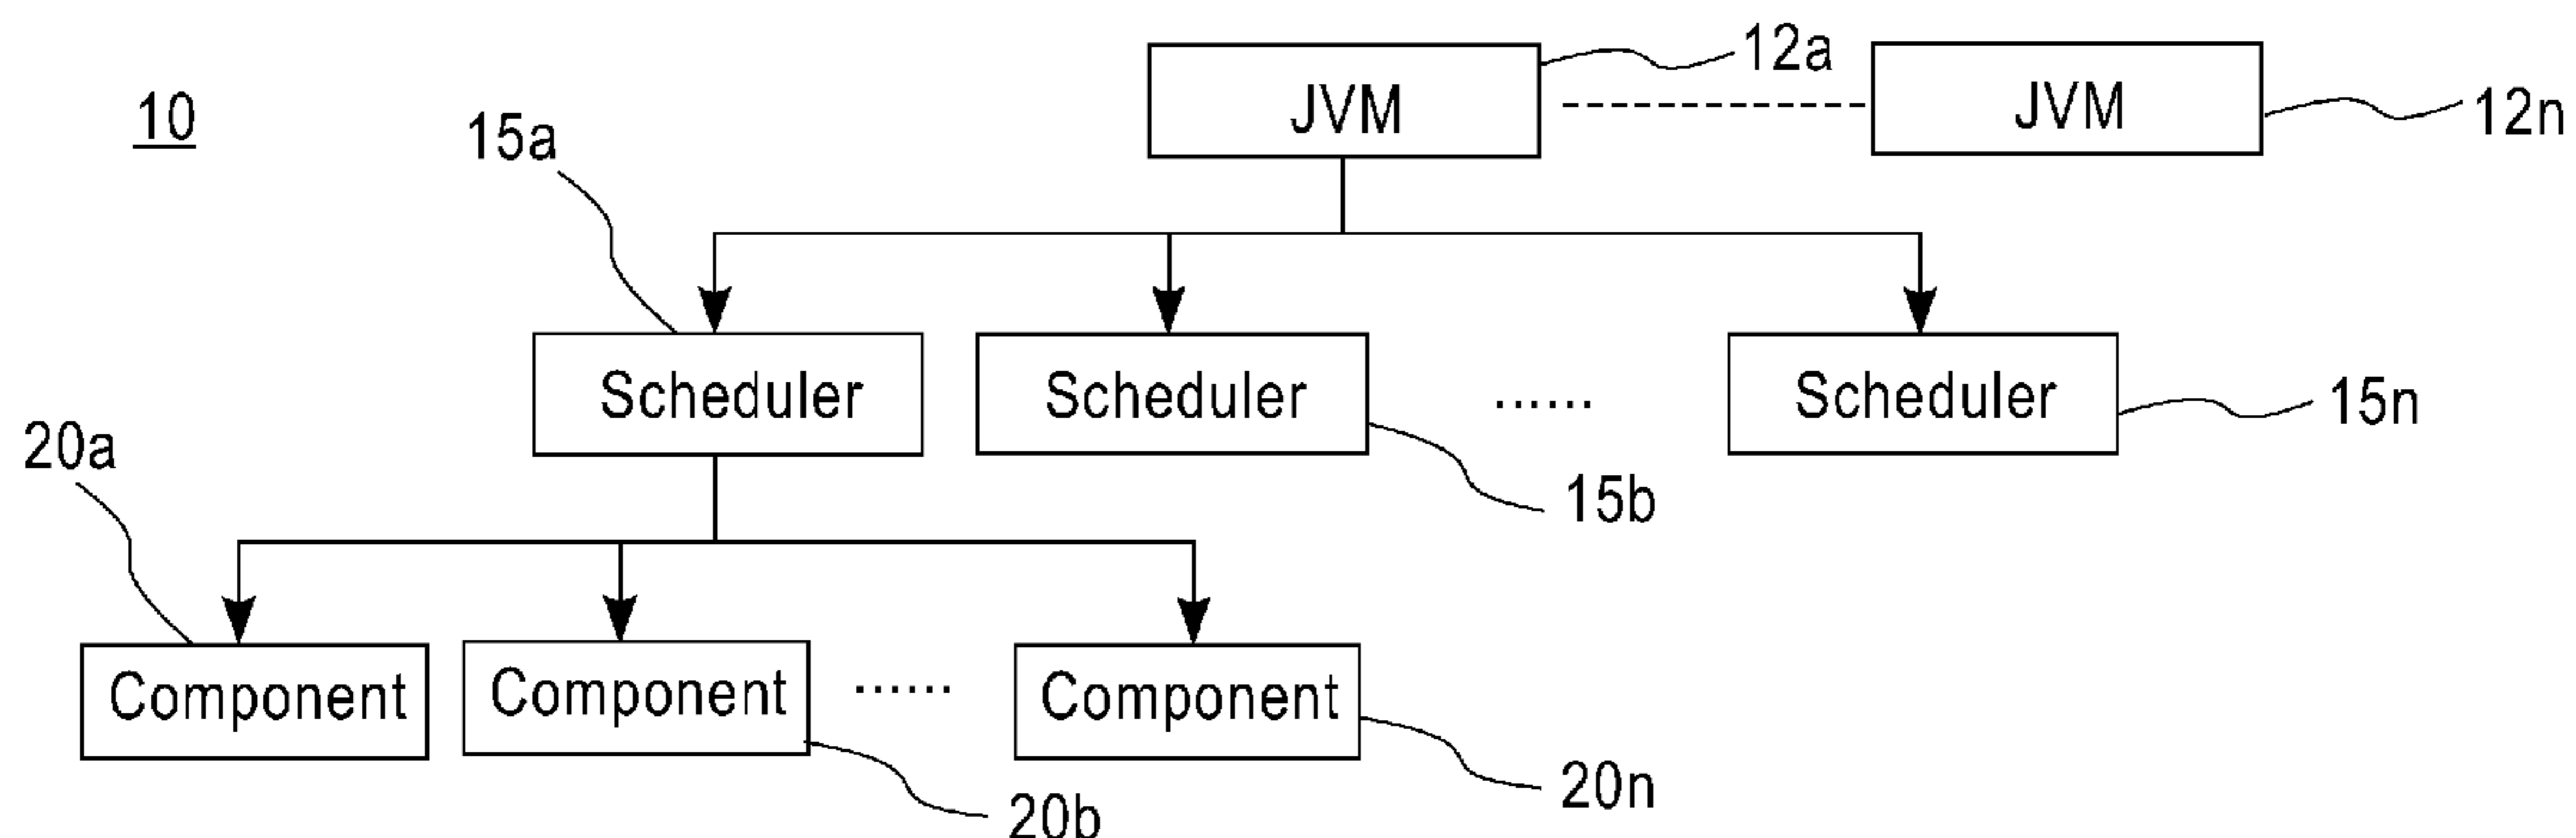 12a
JVM
JVM
12n
10
15a
Scheduler
Scheduler
......
Scheduler
15n
20a
15b
Component
Component
......
Component
20n
20b